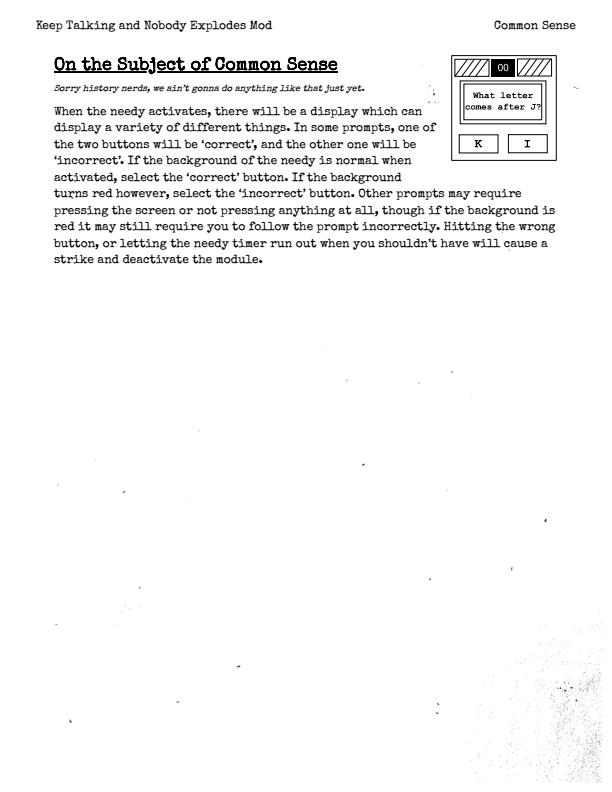 Keep Talking and Nobody Explodes Mod
Common Sense
On the Subject of Common Sense
Sorry history nerds, we ain't gonna do anything like that just yet.
00
What letter
comes after J?
K
I
When the needy activates, there will be a display which can
display a variety of different things. In some prompts, one of
the two buttons will be ‘correct’, and the other one will be
‘incorrect’. If the background of the needy is normal when
activated, select the ‘correct’ button. If the background
turns red however, select the ‘incorrect’ button. Other prompts may require
pressing the screen or not pressing anything at all, though if the background is
red it may still require you to follow the prompt incorrectly. Hitting the wrong
button, or letting the needy timer run out when you shouldn't have will cause a
strike and deactivate the module.